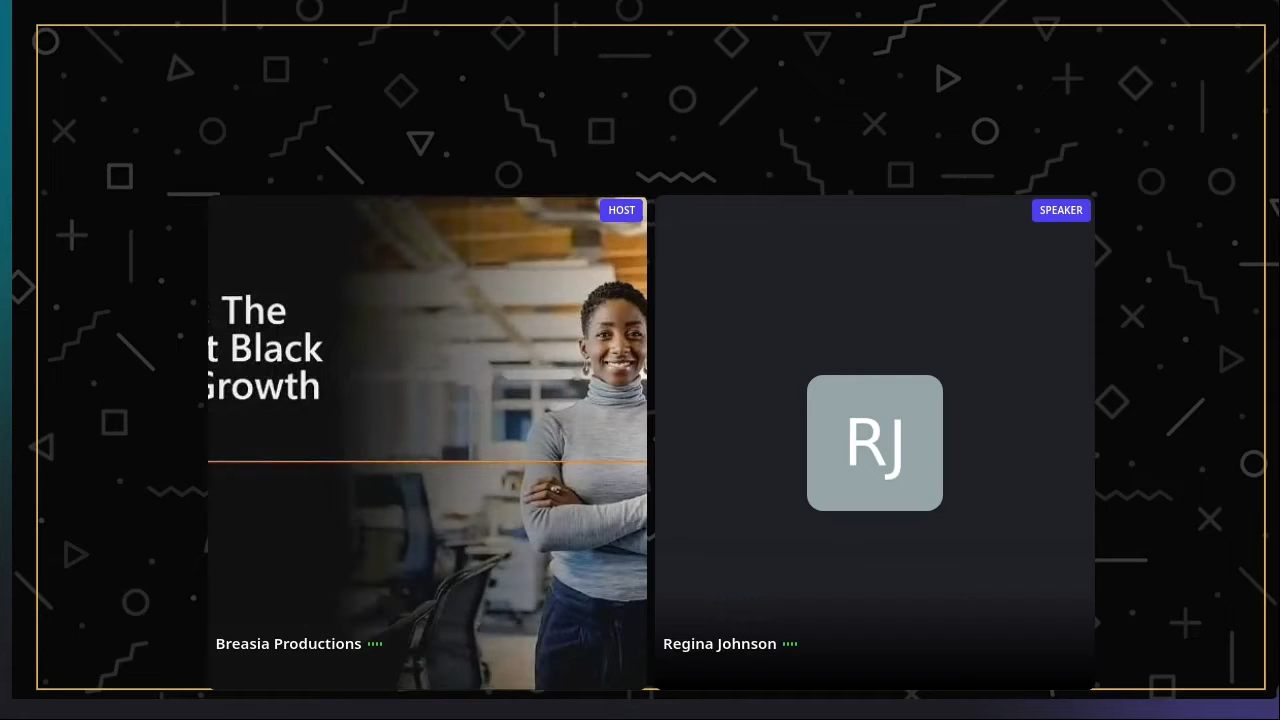 HOST
The
t Black
Growth
Breasia Productions
SPEAKER
RJ
Regina Johnson